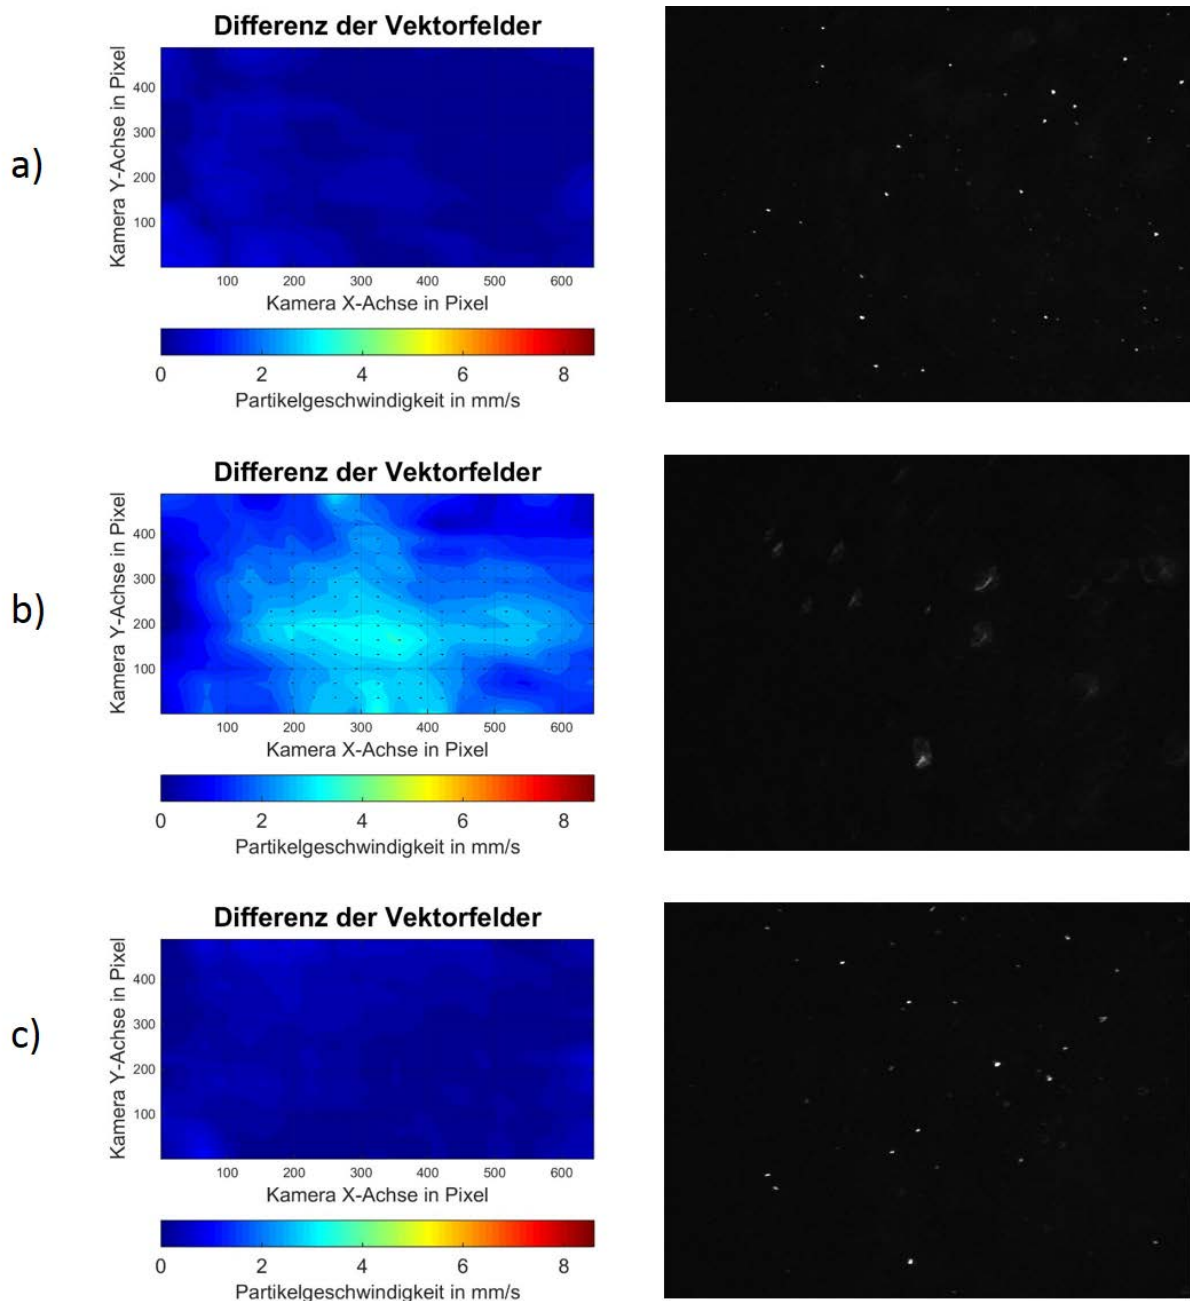 Differenz der Vektorfelder
a)
Kamera Y-Achse in Pixel
400
300
200
100
100 200 300 400 500 600
Kamera X-Achse in Pixel
0 2 4 6 8
Partikelgeschwindigkeit in mm/s
Differenz der Vektorfelder
b)
Kamera Y-Achse in Pixel
400
300
200
100
100 200 300 400 500 600
Kamera X-Achse in Pixel
0 2 4 6 8
Partikelgeschwindigkeit in mm/s
Differenz der Vektorfelder
c)
Kamera Y-Achse in Pixel
400
300
200
100
100 200 300 400 500 600
Kamera X-Achse in Pixel
0 2 4 6 8
Partikelgeschwindigkeit in mm/s